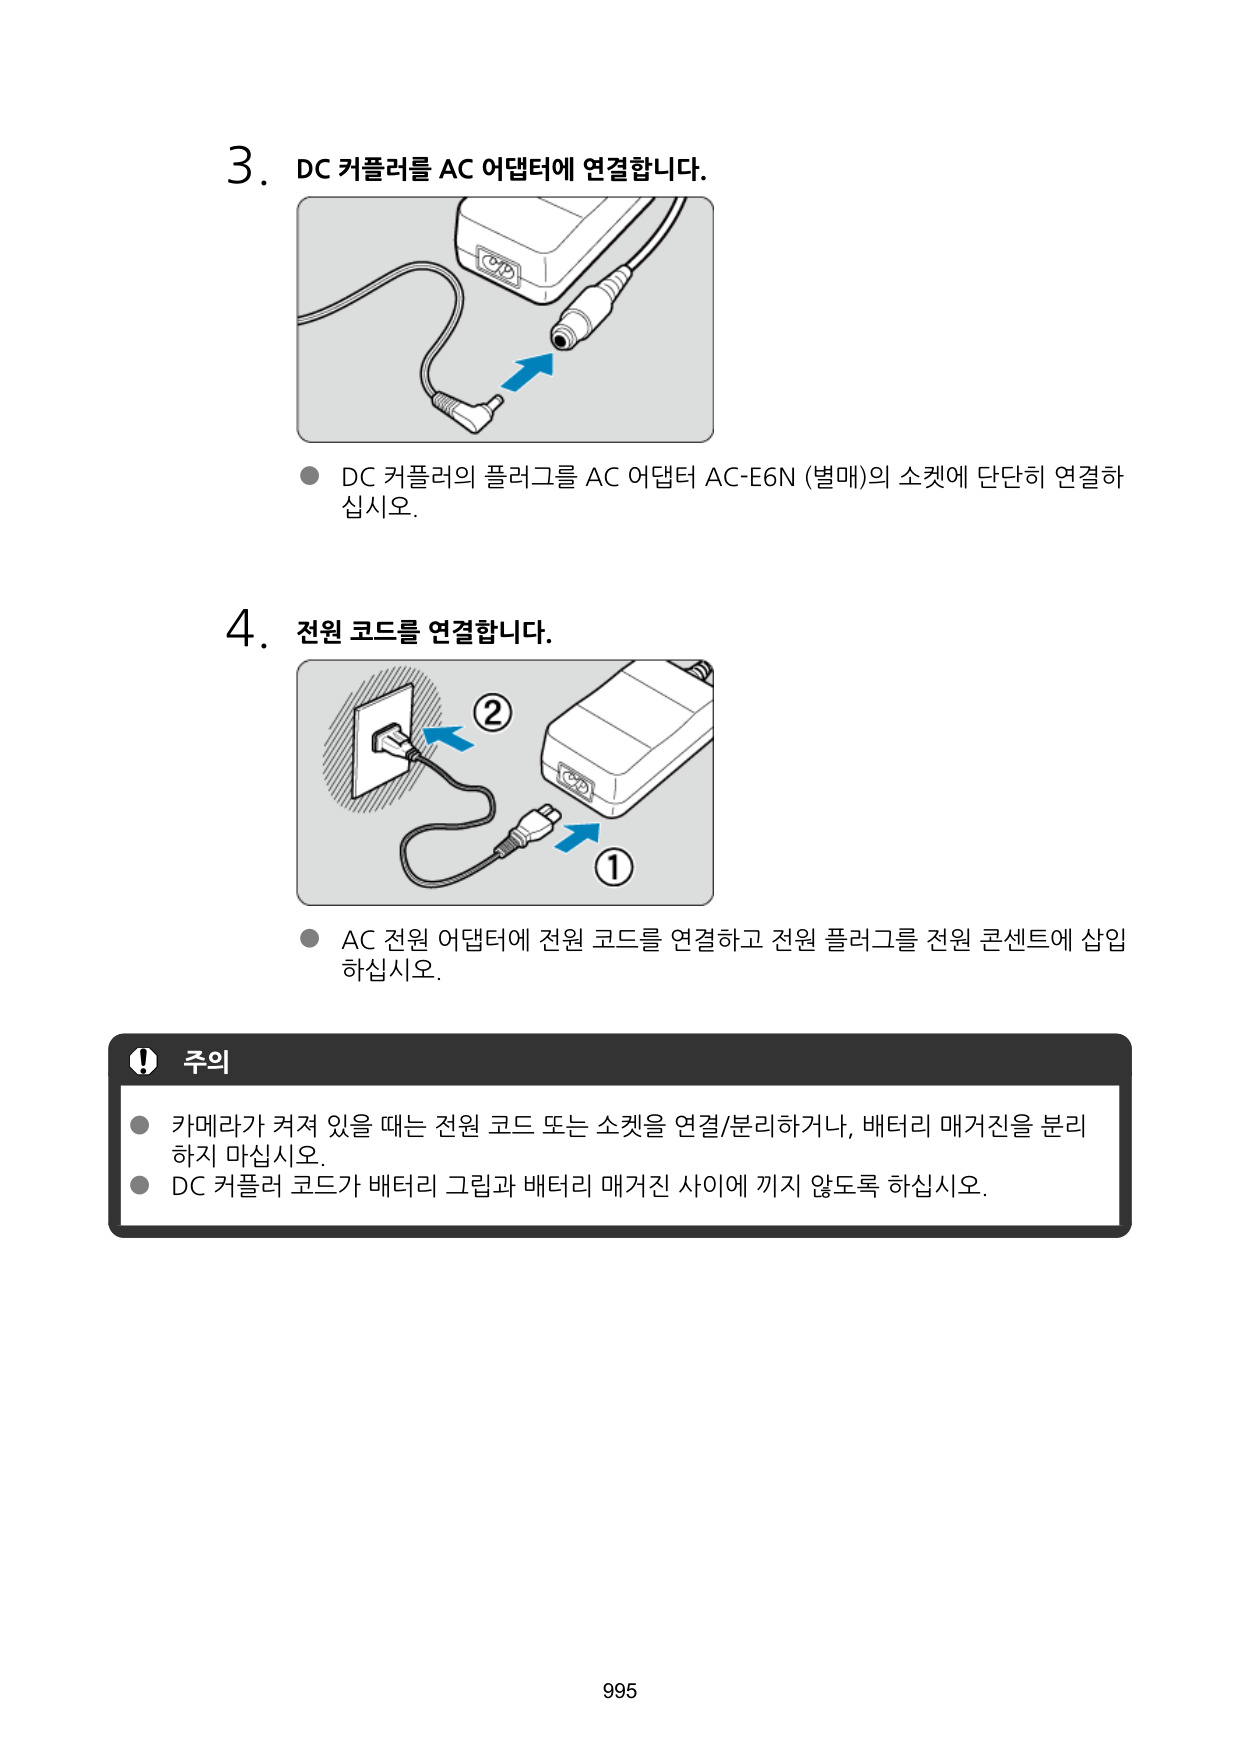 3. DC 커플러를 AC 어댑터에 연결합니다.
● DC 커플러의 플러그를 AC 어댑터 AC-E6N (별매)의 소켓에 단단히 연결하
십시오.
4. 전원 코드를 연결합니다.
②
①
● AC 전원 어댑터에 전원 코드를 연결하고 전원 플러그를 전원 콘센트에 삽입
하십시오.
주의
● 카메라가 켜져 있을 때는 전원 코드 또는 소켓을 연결/분리하거나, 배터리 매거진을 분리
하지 마십시오.
● DC 커플러 코드가 배터리 그립과 배터리 매거진 사이에 끼지 않도록 하십시오.
995